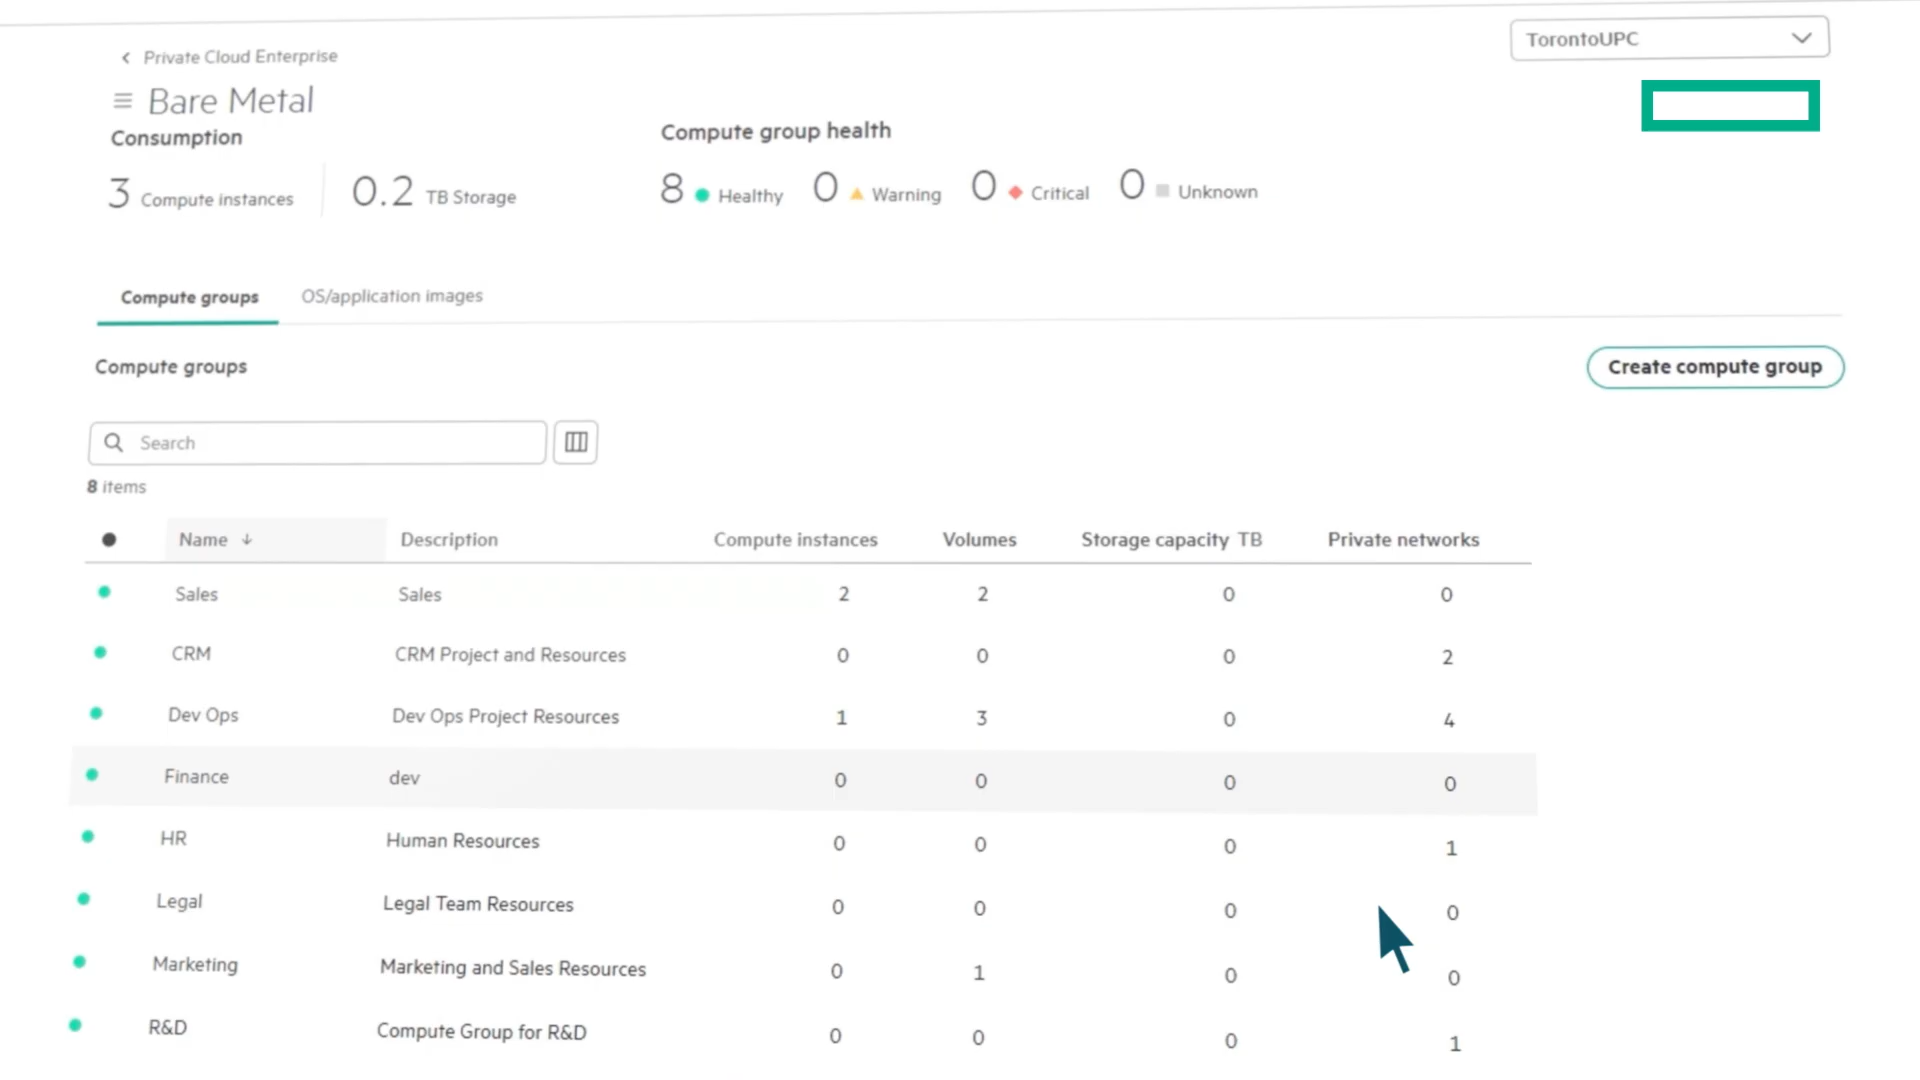 Private Cloud Enterprise
TorontoUPC
Bare Metal
Consumption
Compute group health
3 Compute instances 0.2 TB Storage
8 Healthy 0 Warning 0 Critical 0 Unknown
Compute groups OS/application images
Compute groups
Create compute group
Search
8 items
Name Description Compute instances Volumes Storage capacity TB Private networks
Sales Sales 2 2 0 0
CRM CRM Project and Resources 0 0 0 2
Dev Ops Dev Ops Project Resources 1 3 0 4
Finance dev 0 0 0 0
HR Human Resources 0 0 0 1
Legal Legal Team Resources 0 0 0 0
Marketing Marketing and Sales Resources 0 1 0 0
R&D Compute Group for R&D 0 0 0 1